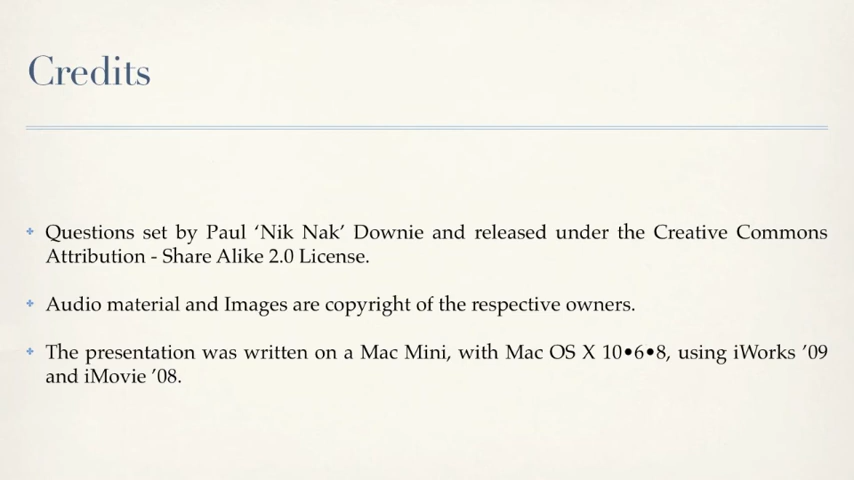 Credits
Questions set by Paul ‘Nik Nak’ Downie and released under the Creative Commons
Attribution - Share Alike 2.0 License.
Audio material and Images are copyright of the respective owners.
The presentation was written on a Mac Mini, with Mac OS X 10•6•8, using iWorks ’09
and iMovie ’08.